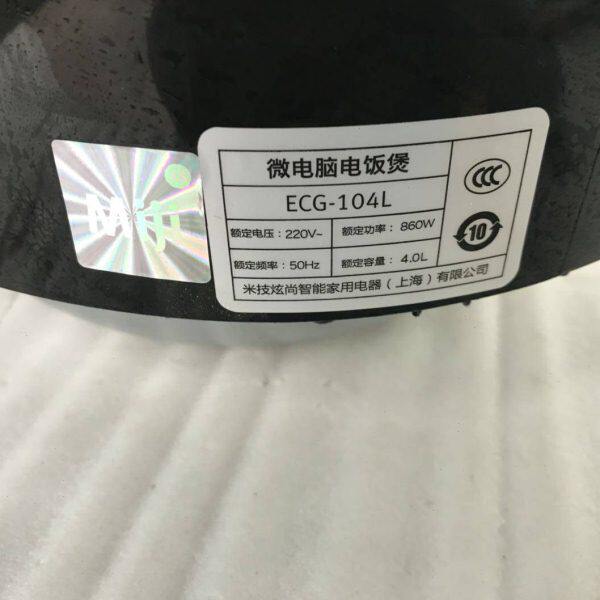 微电脑电饭煲
ECG-104L
额定电压：220V~ 额定功率：860W
额定频率：50Hz 额定容量：4.0L
米技炫尚智能家用电器（上海）有限公司
CCC
10